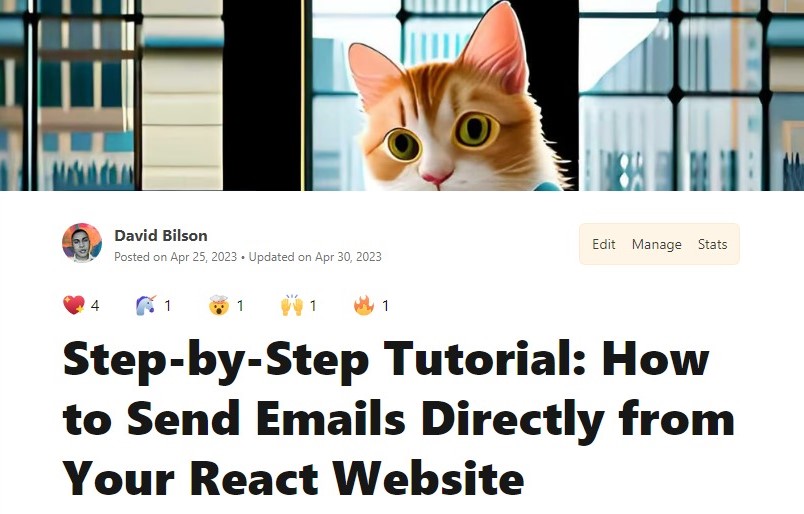 David Bilson
Posted on Apr 25, 2023 • Updated on Apr 30, 2023
Edit Manage Stats
4 1 1 1 1
Step-by-Step Tutorial: How
to Send Emails Directly from
Your React Website